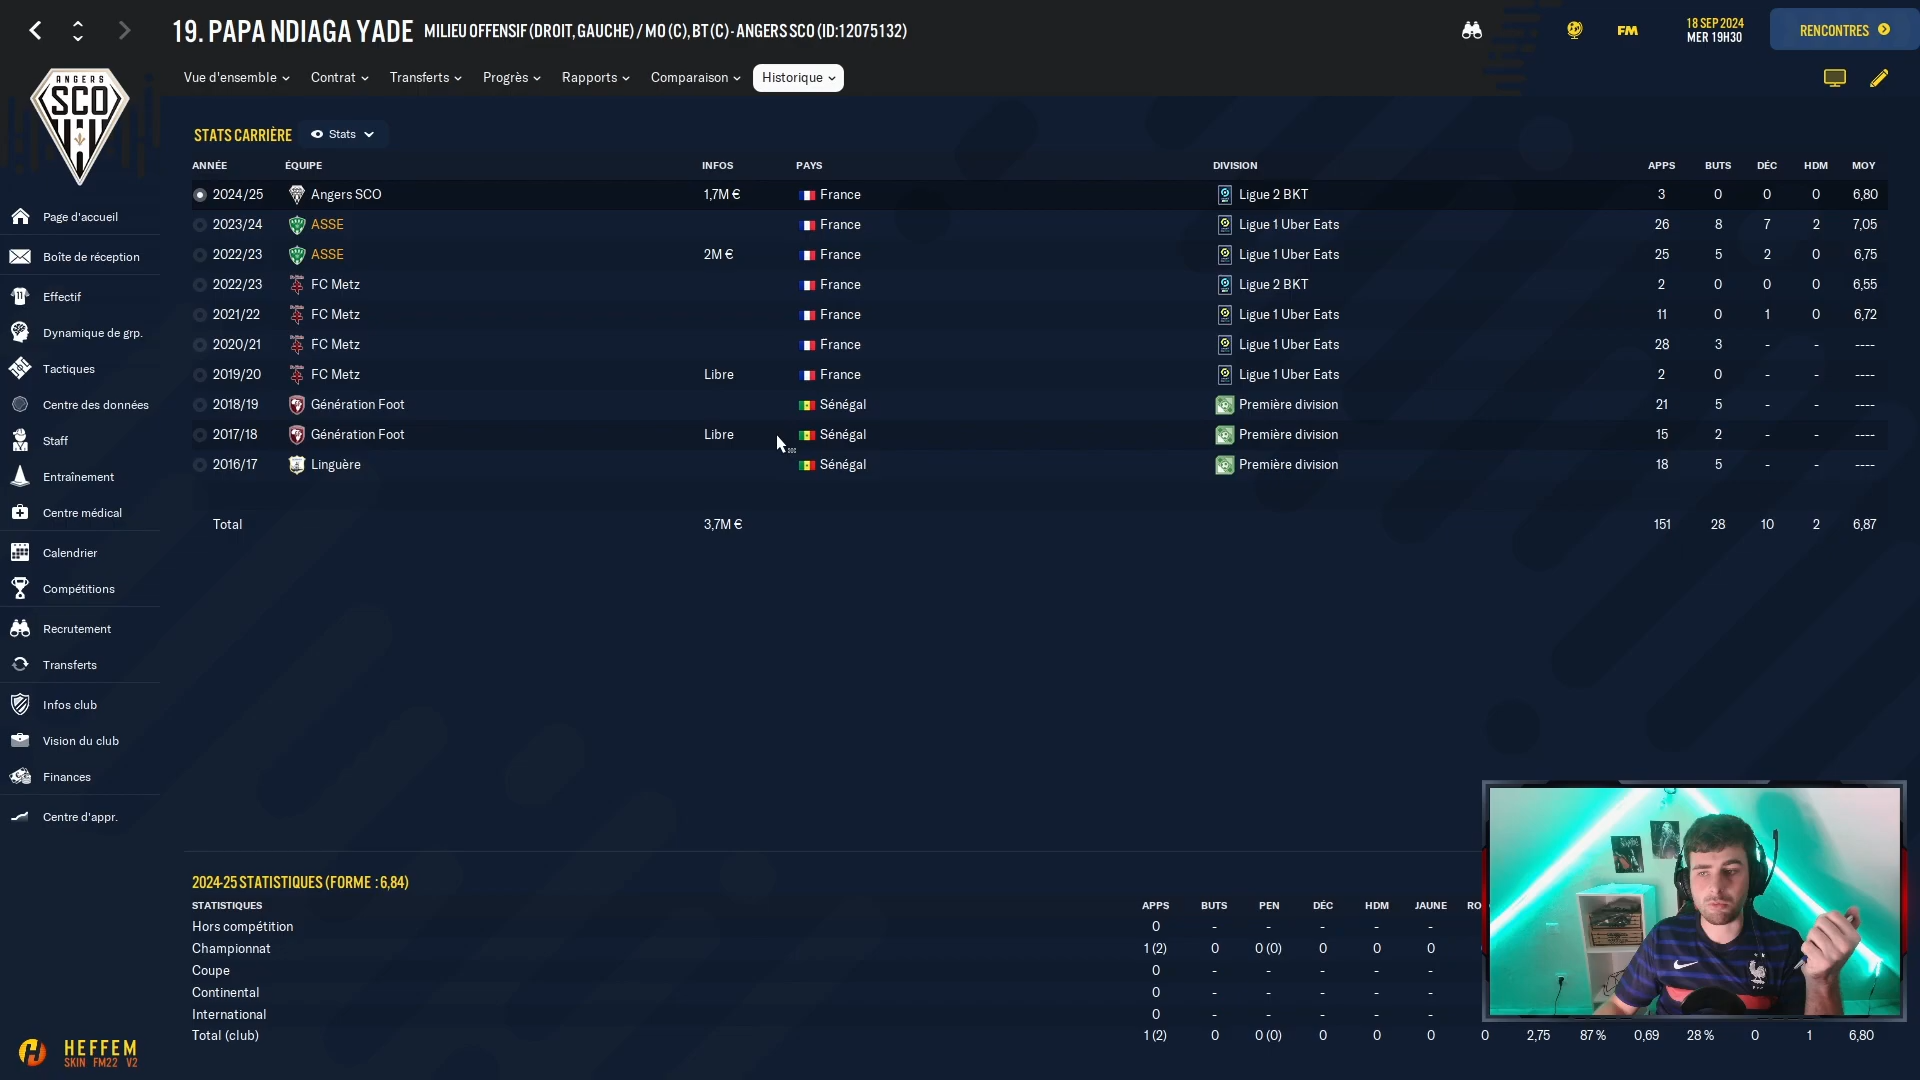 19. PAPA NDIAGA YADE MILIEU OFFENSIF (DROIT, GAUCHE) / MO (C), BT (C) - ANGERS SCO (ID:12075132)
FM
18 SEP 2024
MER 19H30
RENCONTRES
Vue d'ensemble Contrat Transferts Progrès Rapports Comparaison Historique
ANGERS
SCO
STATS CARRIÈRE Stats
ANNÉE ÉQUIPE INFOS PAYS DIVISION APPS BUTS DÉC HDM MOY
2024/25 Angers SCO 1,7M € France Ligue 2 BKT 3 0 0 0 6,80
2023/24 ASSE France Ligue 1 Uber Eats 26 8 7 2 7,05
2022/23 ASSE 2M € France Ligue 1 Uber Eats 25 5 2 0 6,75
2022/23 FC Metz France Ligue 2 BKT 2 0 0 0 6,55
2021/22 FC Metz France Ligue 1 Uber Eats 11 0 1 0 6,72
2020/21 FC Metz France Ligue 1 Uber Eats 28 3 - - ----
2019/20 FC Metz Libre France Ligue 1 Uber Eats 2 0 - - ----
2018/19 Génération Foot Sénégal Première division 21 5 - - ----
2017/18 Génération Foot Libre Sénégal Première division 15 2 - - ----
2016/17 Linguère Sénégal Première division 18 5 - - ----
Total 3,7M € 151 28 10 2 6,87
Page d'accueil
Boîte de réception
Effectif
Dynamique de grp.
Tactiques
Centre des données
Staff
Entraînement
Centre médical
Calendrier
Compétitions
Recrutement
Transferts
Infos club
Vision du club
Finances
Centre d'appr.
HEFFEM
SKIN FM22 V2
2024-25 STATISTIQUES (FORME : 6,84)
STATISTIQUES APPS BUTS PEN DÉC HDM JAUNE
Hors compétition 0 - - - - -
Championnat 1 (2) 0 0 (0) 0 0 0
Coupe 0 - - - - -
Continental 0 - - - - -
International 0 - - - - -
Total (club) 1 (2) 0 0 (0) 0 0 0 0 2,75 87 % 0,69 28 % 0 1 6,80